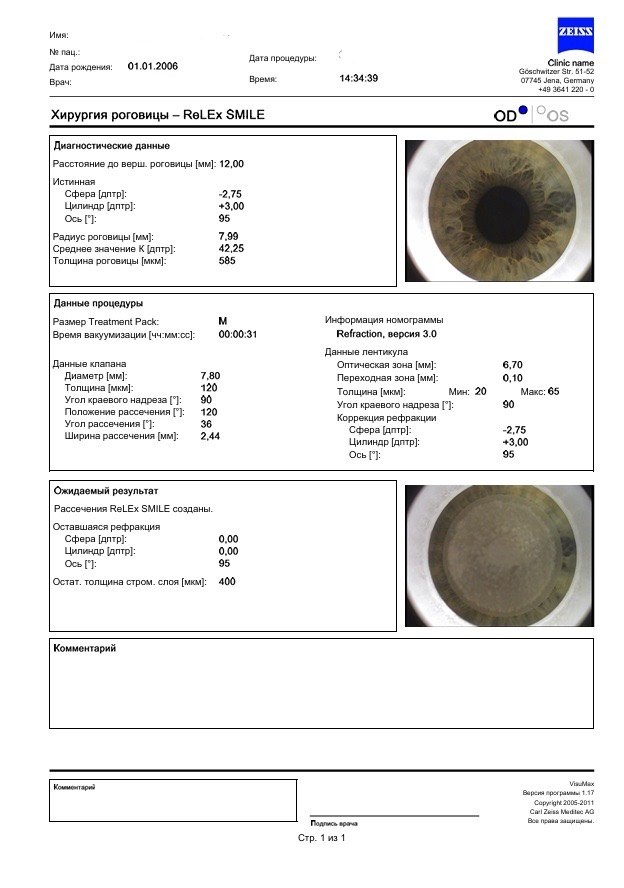 ZEISS
Имя:
№ пац.:
Дата рождения: 01.01.2006
Врач:
Дата процедуры:
Время: 14:34:39
Clinic name
Göschwitzer Str. 51-52
07745 Jena, Germany
+49 3641 220 - 0
Хирургия роговицы – ReLEx SMILE
OD OS
Диагностические данные
Расстояние до верш. роговицы [мм]: 12,00
Истинная
Сфера [дптр]: -2,75
Цилиндр [дптр]: +3,00
Ось [°]: 95
Радиус роговицы [мм]: 7,99
Среднее значение К [дптр]: 42,25
Толщина роговицы [мкм]: 585
Данные процедуры
Размер Treatment Pack: M
Время вакуумизации [чч:мм:сс]: 00:00:31
Данные клапана
Диаметр [мм]: 7,80
Толщина [мкм]: 120
Угол краевого надреза [°]: 90
Положение рассечения [°]: 120
Угол рассечения [°]: 36
Ширина рассечения [мм]: 2,44
Информация номограммы
Refraction, версия 3.0
Данные лентикула
Оптическая зона [мм]: 6,70
Переходная зона [мм]: 0,10
Толщина [мкм]: Мин: 20 Макс: 65
Угол краевого надреза [°]: 90
Коррекция рефракции
Сфера [дптр]: -2,75
Цилиндр [дптр]: +3,00
Ось [°]: 95
Ожидаемый результат
Рассечения ReLEx SMILE созданы.
Оставшаяся рефракция
Сфера [дптр]: 0,00
Цилиндр [дптр]: 0,00
Ось [°]: 95
Остат. толщина стром. слоя [мкм]: 400
Комментарий
Комментарий
Подпись врача
VisuMax
Версия программы 1.17
Copyright 2005-2011
Carl Zeiss Meditec AG
Все права защищены.
Стр. 1 из 1